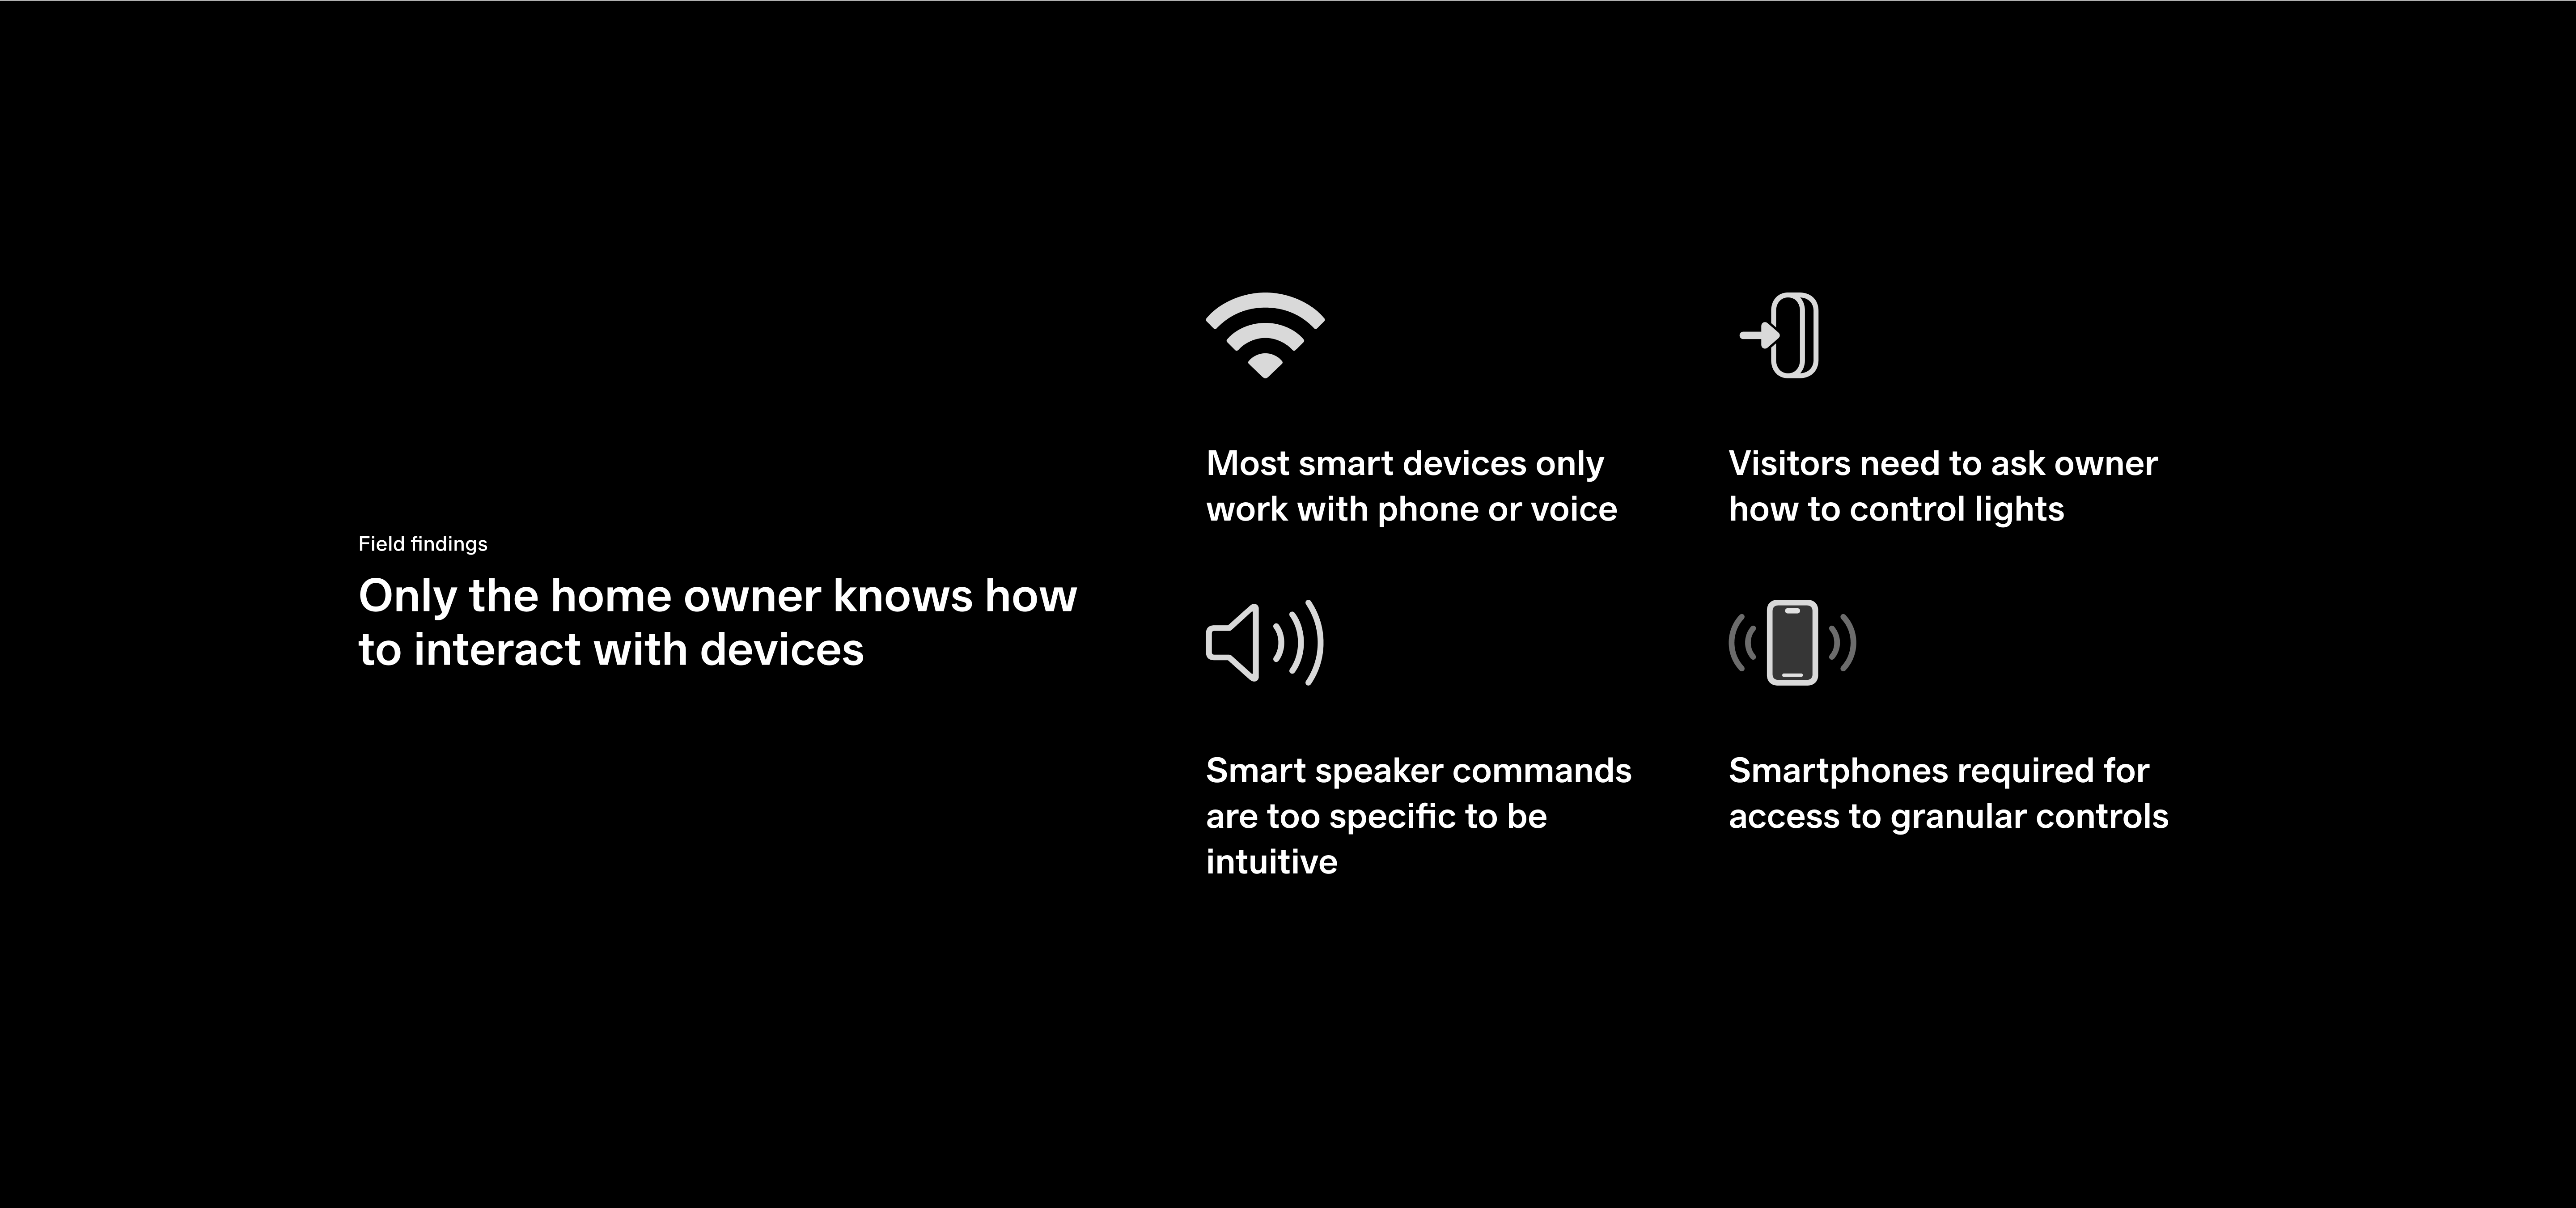 Field findings
Only the home owner knows how
to interact with devices
Most smart devices only
work with phone or voice
Visitors need to ask owner
how to control lights
Smart speaker commands
are too specific to be
intuitive
Smartphones required for
access to granular controls